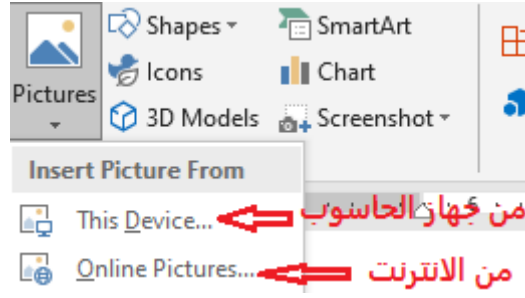 Shapes
SmartArt
Icons
Chart
Pictures
3D Models
Screenshot
Insert Picture From
This Device...
من جهاز الحاسوب
Online Pictures...
من الانترنت